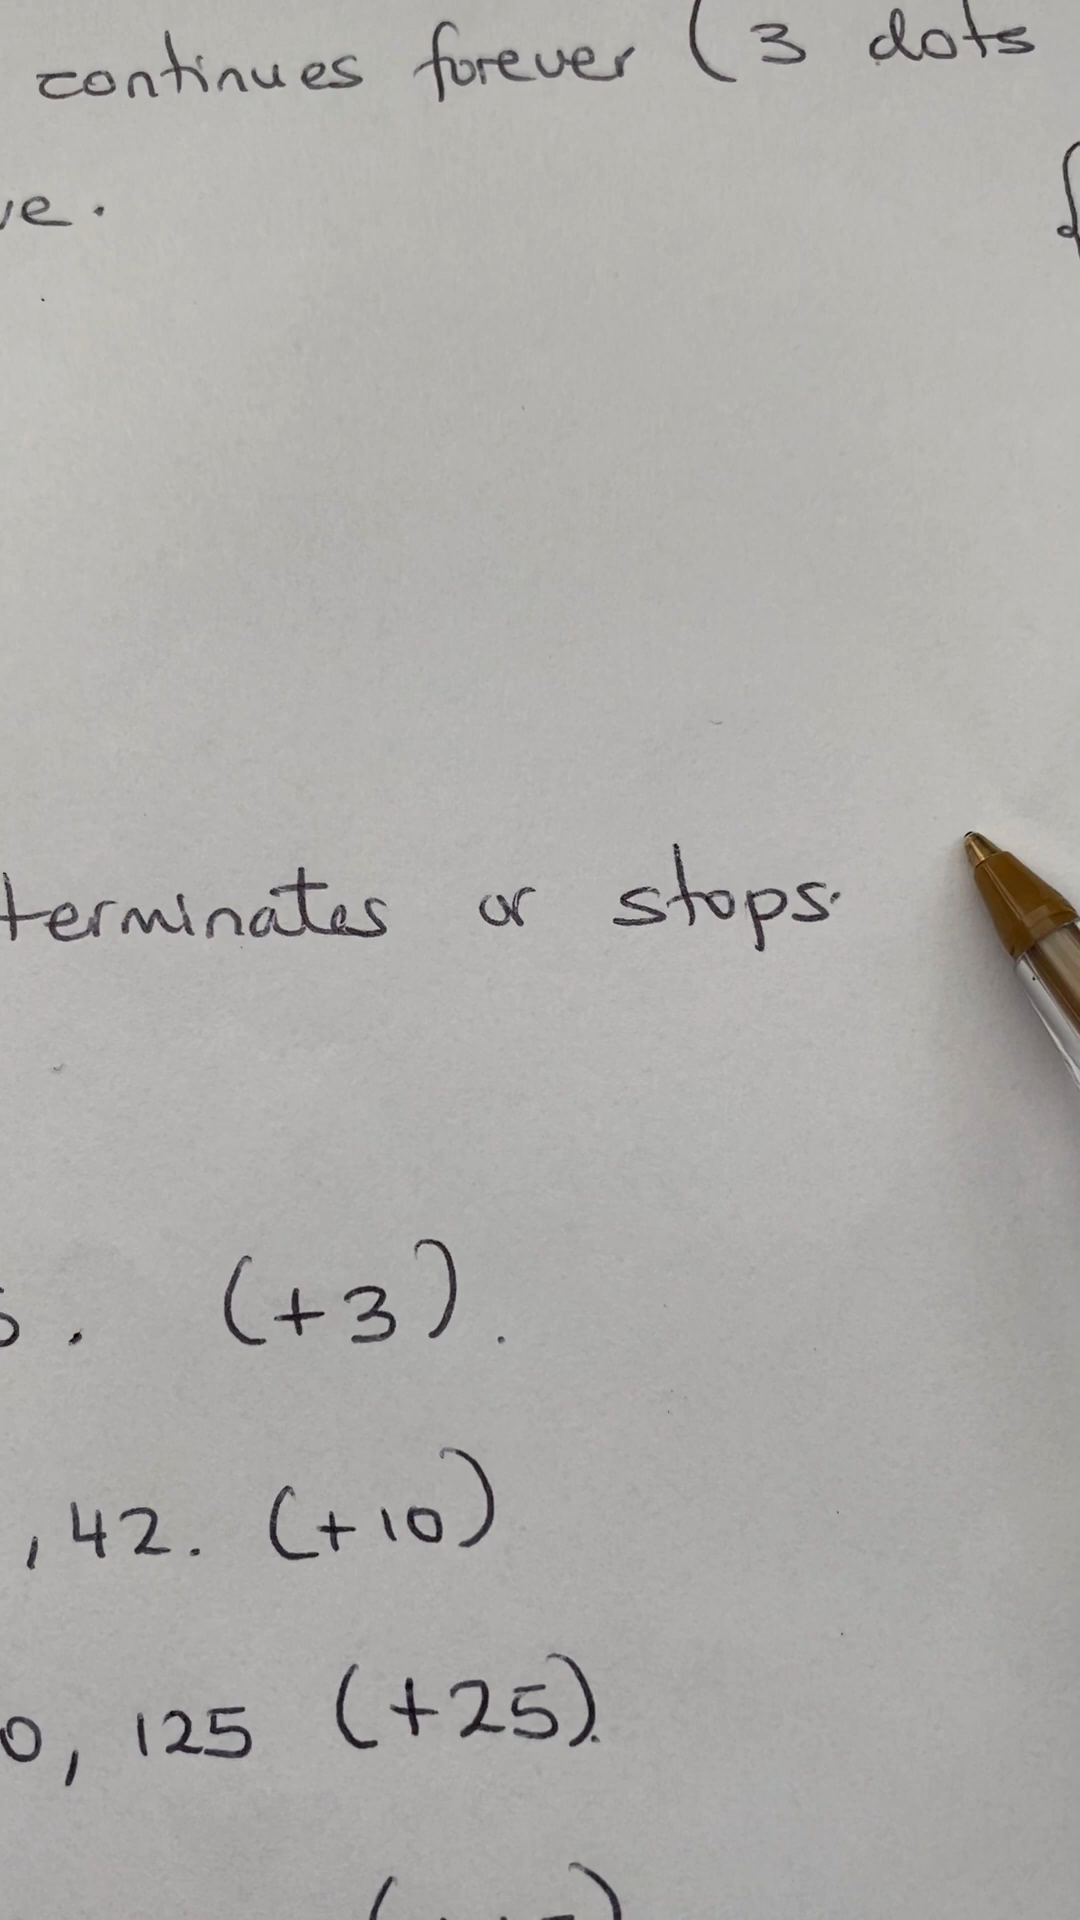 continues forever (3 dots
terminates or stops.
(+3).
, 42. (+10)
0, 125 (+25).